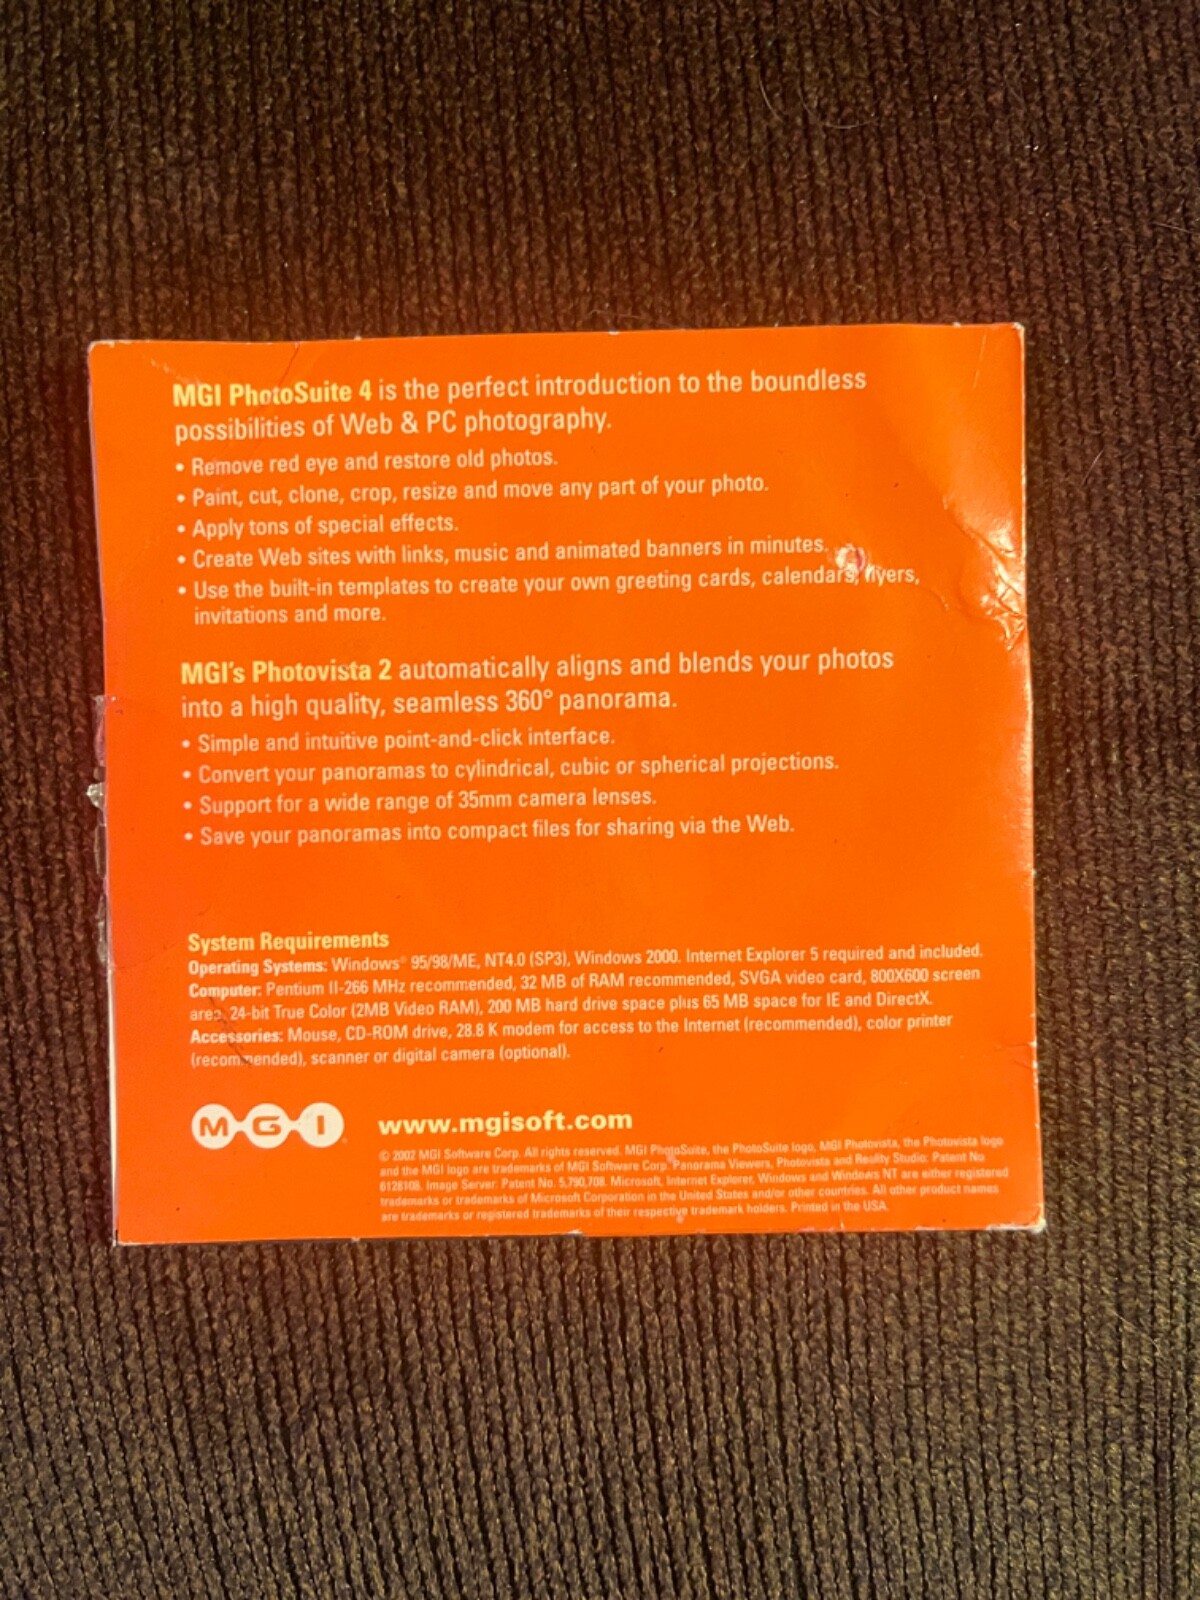 MGI PhotoSuite 4 is the perfect introduction to the boundless
possibilities of Web & PC photography.
• Remove red eye and restore old photos.
• Paint, cut, clone, crop, resize and move any part of your photo.
• Apply tons of special effects.
• Create Web sites with links, music and animated banners in minutes.
• Use the built-in templates to create your own greeting cards, calendars, flyers,
invitations and more.
MGI's Photovista 2 automatically aligns and blends your photos
into a high quality, seamless 360° panorama.
• Simple and intuitive point-and-click interface.
• Convert your panoramas to cylindrical, cubic or spherical projections.
• Support for a wide range of 35mm camera lenses.
• Save your panoramas into compact files for sharing via the Web.
System Requirements
Operating Systems: Windows® 95/98/ME, NT4.0 (SP3), Windows 2000. Internet Explorer 5 required and included.
Computer: Pentium II-266 MHz recommended, 32 MB of RAM recommended, SVGA video card, 800X600 screen
area, 24-bit True Color (2MB Video RAM), 200 MB hard drive space plus 65 MB space for IE and DirectX.
Accessories: Mouse, CD-ROM drive, 28.8 K modem for access to the Internet (recommended), color printer
(recommended), scanner or digital camera (optional).
MGI
www.mgisoft.com
© 2002 MGI Software Corp. All rights reserved. MGI PhotoSuite, the PhotoSuite logo, MGI Photovista, the Photovista logo
and the MGI logo are trademarks of MGI Software Corp. Panorama Viewers, Photovista and Reality Studio: Patent No
6128108. Image Server: Patent No. 5,790,708. Microsoft, Internet Explorer, Windows and Windows NT are either registered
trademarks or trademarks of Microsoft Corporation in the United States and/or other countries. All other product names
are trademarks or registered trademarks of their respective trademark holders. Printed in the USA.